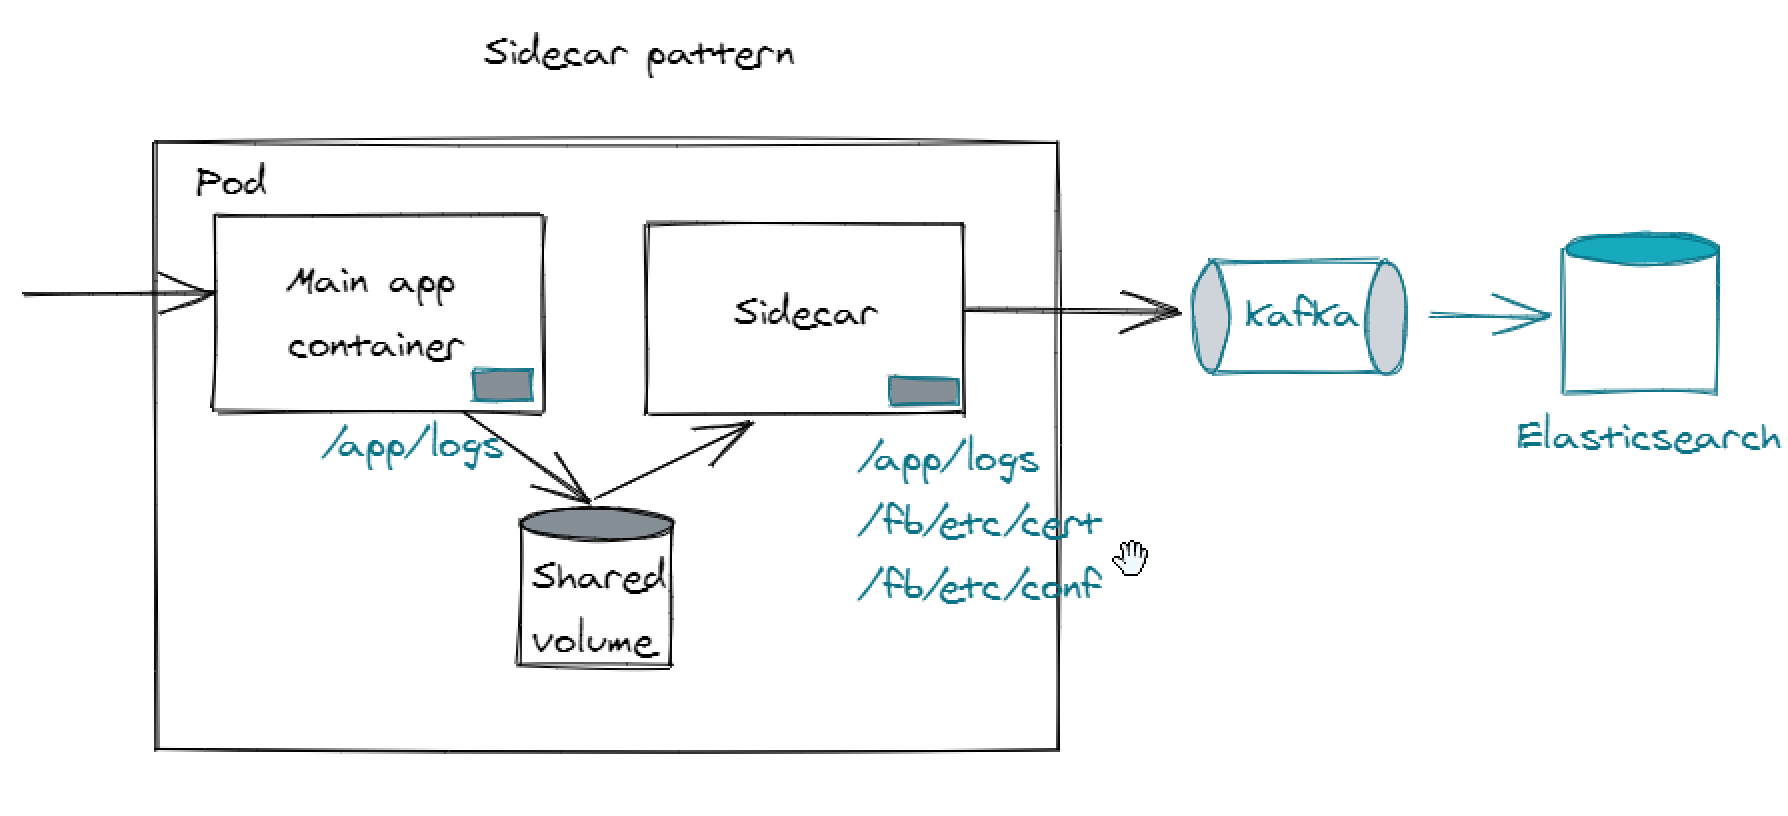 Sidecar pattern
Pod
Main app
container
Sidecar
Kafka
/app/logs
Elasticsearch
/app/logs
/fb/etc/cert
/fb/etc/conf
Shared
volume